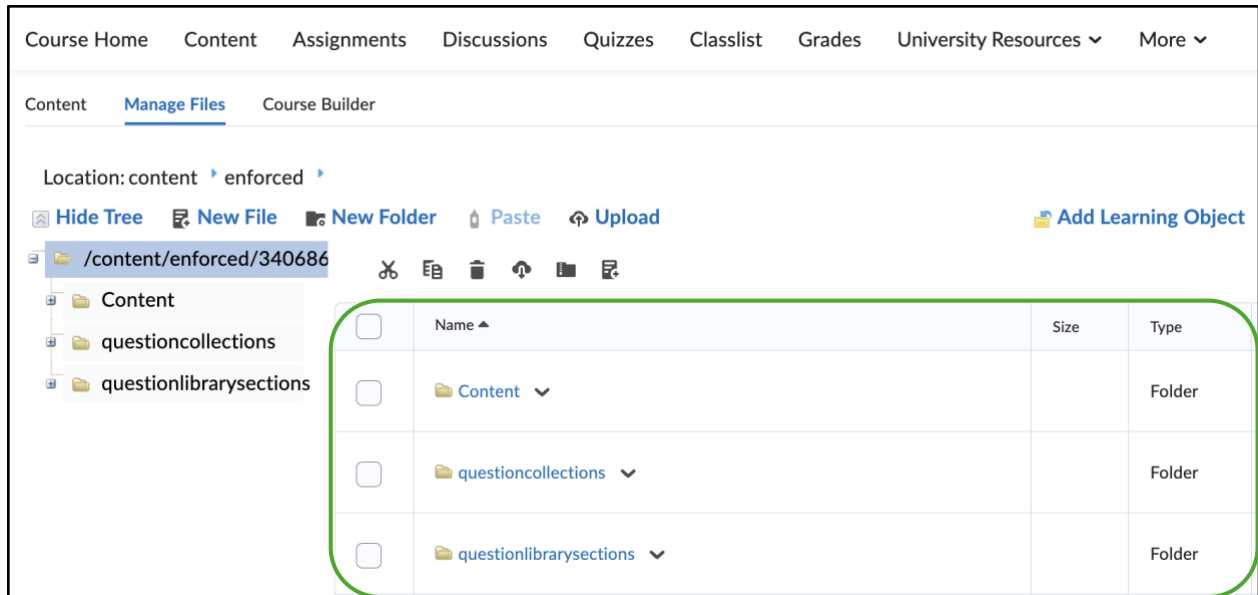 Course Home Content Assignments Discussions Quizzes Classlist Grades University Resources More
Content Manage Files Course Builder
Location: content enforced
Hide Tree New File New Folder Paste Upload Add Learning Object
/content/enforced/340686
Content
questioncollections
questionlibrarysections
Name Size Type
Content Folder
questioncollections Folder
questionlibrarysections Folder